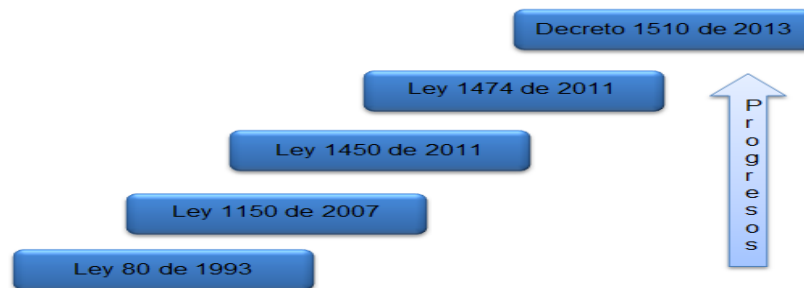 Decreto 1510 de 2013
Ley 1474 de 2011
Ley 1450 de 2011
Ley 1150 de 2007
Ley 80 de 1993
Progresos